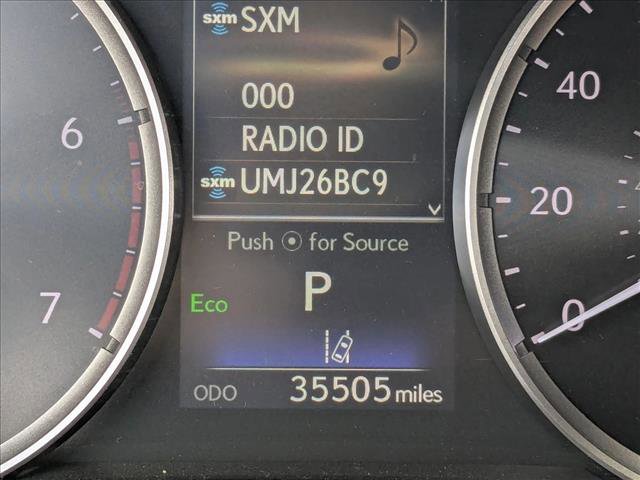 sxm SXM
000
RADIO ID
sxm UMJ26BC9
Push for Source
P
Eco
ODO 35505 miles
6
7
40
20
0